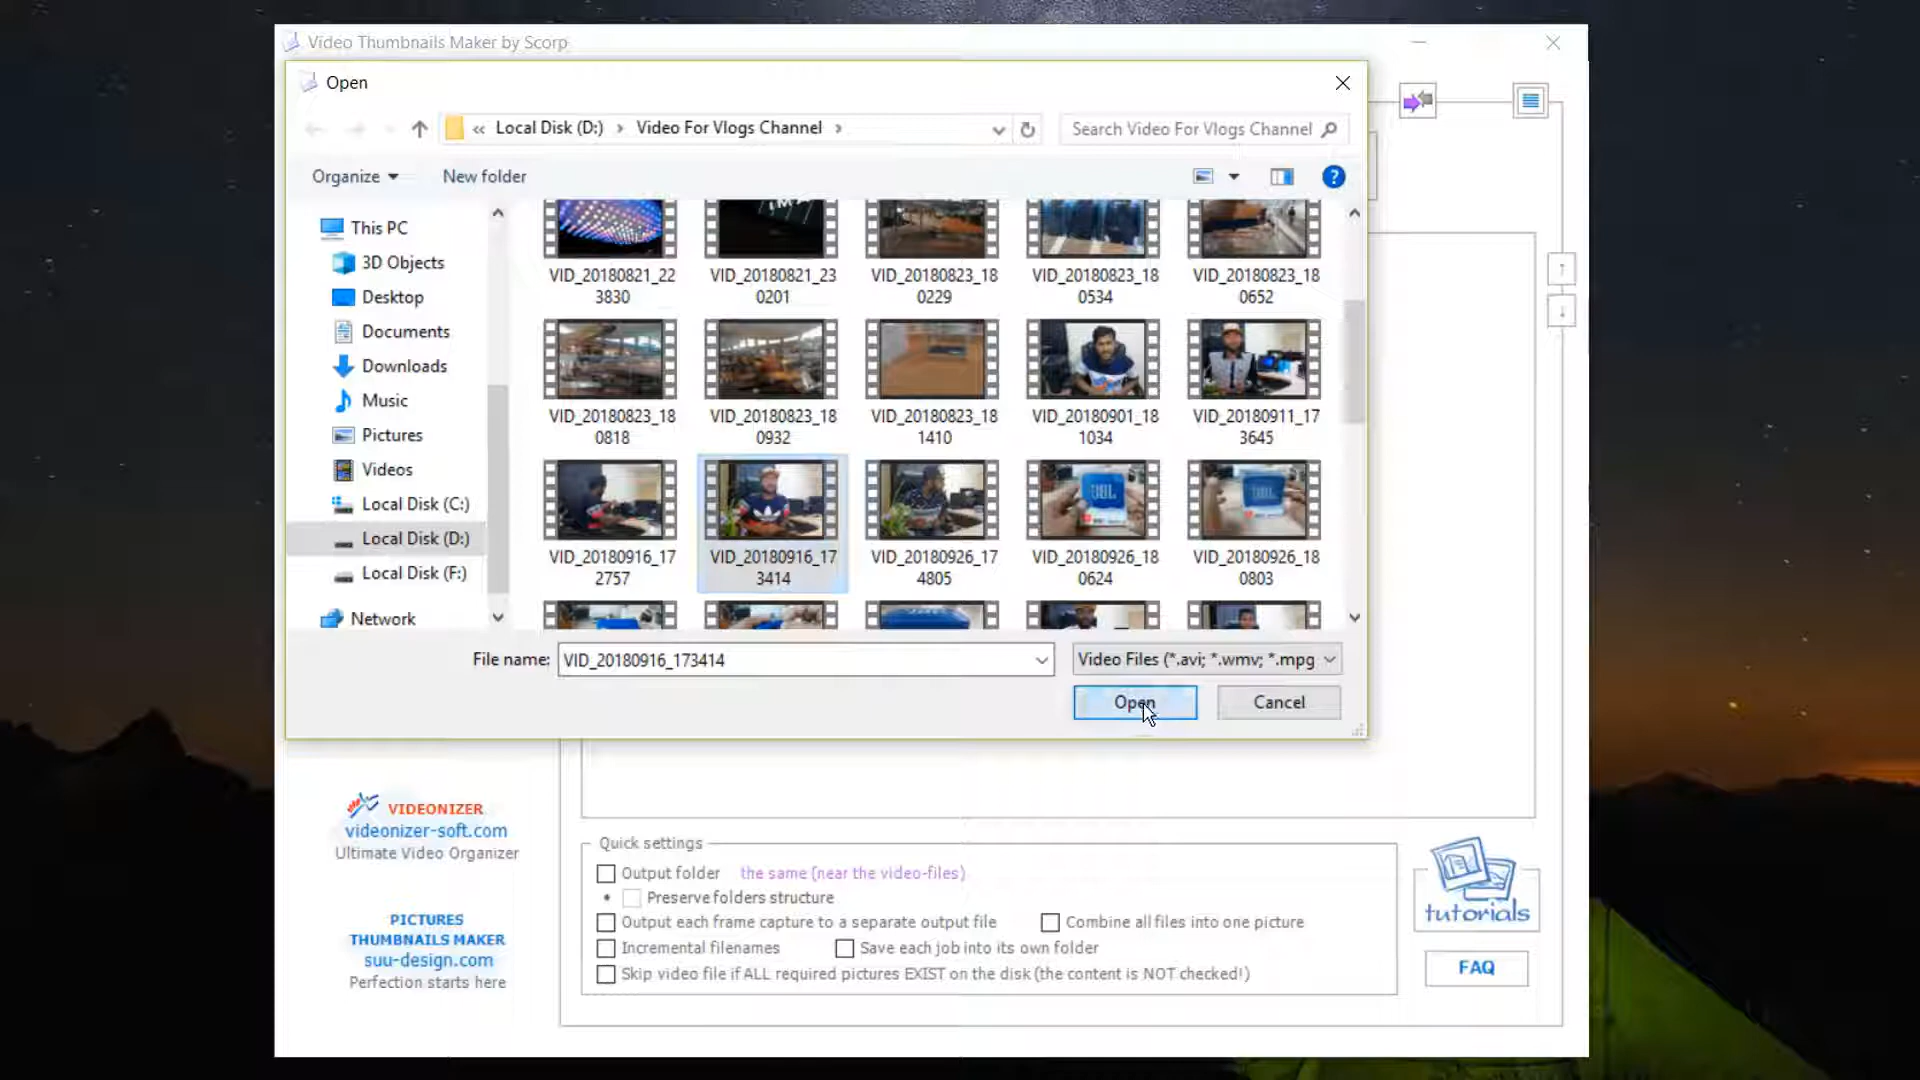 Video Thumbnails Maker by Scorp
Open
« Local Disk (D:) › Video For Vlogs Channel ›
Search Video For Vlogs Channel
Organize
New folder
?
This PC
3D Objects
Desktop
Documents
Downloads
Music
Pictures
Videos
Local Disk (C:)
Local Disk (D:)
Local Disk (F:)
Network
VID_20180821_22
3830
VID_20180821_23
0201
VID_20180823_18
0229
VID_20180823_18
0534
VID_20180823_18
0652
VID_20180823_18
0818
VID_20180823_18
0932
VID_20180823_18
1410
VID_20180901_18
1034
VID_20180911_17
3645
VID_20180916_17
2757
VID_20180916_17
3414
VID_20180926_17
4805
VID_20180926_18
0624
VID_20180926_18
0803
File name:
VID_20180916_173414
Video Files (*.avi; *.wmv; *.mpg
Open
Cancel
VIDEONIZER
videonizer-soft.com
Ultimate Video Organizer
PICTURES
THUMBNAILS MAKER
suu-design.com
Perfection starts here
Quick settings
Output folder the same (near the video-files)
Preserve folders structure
Output each frame capture to a separate output file
Combine all files into one picture
Incremental filenames
Save each job into its own folder
Skip video file if ALL required pictures EXIST on the disk (the content is NOT checked!)
tutorials
FAQ